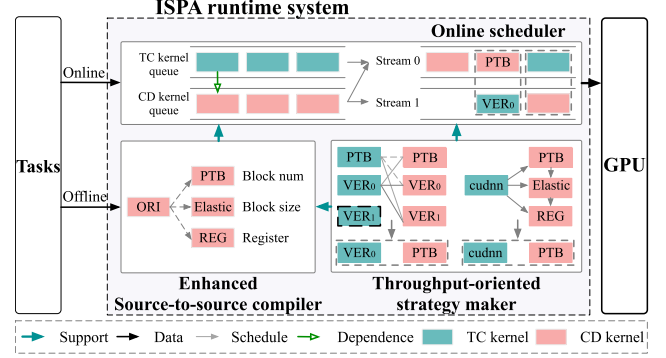 ISPA runtime system
Online scheduler
TC kernel
queue
CD kernel
queue
Stream 0
Stream 1
PTB
VER0
Online
Offline
Tasks
GPU
ORI
PTB
Elastic
REG
Block num
Block size
Register
PTB
VER0
VER1
PTB
VER0
VER1
VER0
PTB
cudnn
PTB
Elastic
REG
cudnn
PTB
Enhanced
Source-to-source compiler
Throughput-oriented
strategy maker
Support
Data
Schedule
Dependence
TC kernel
CD kernel